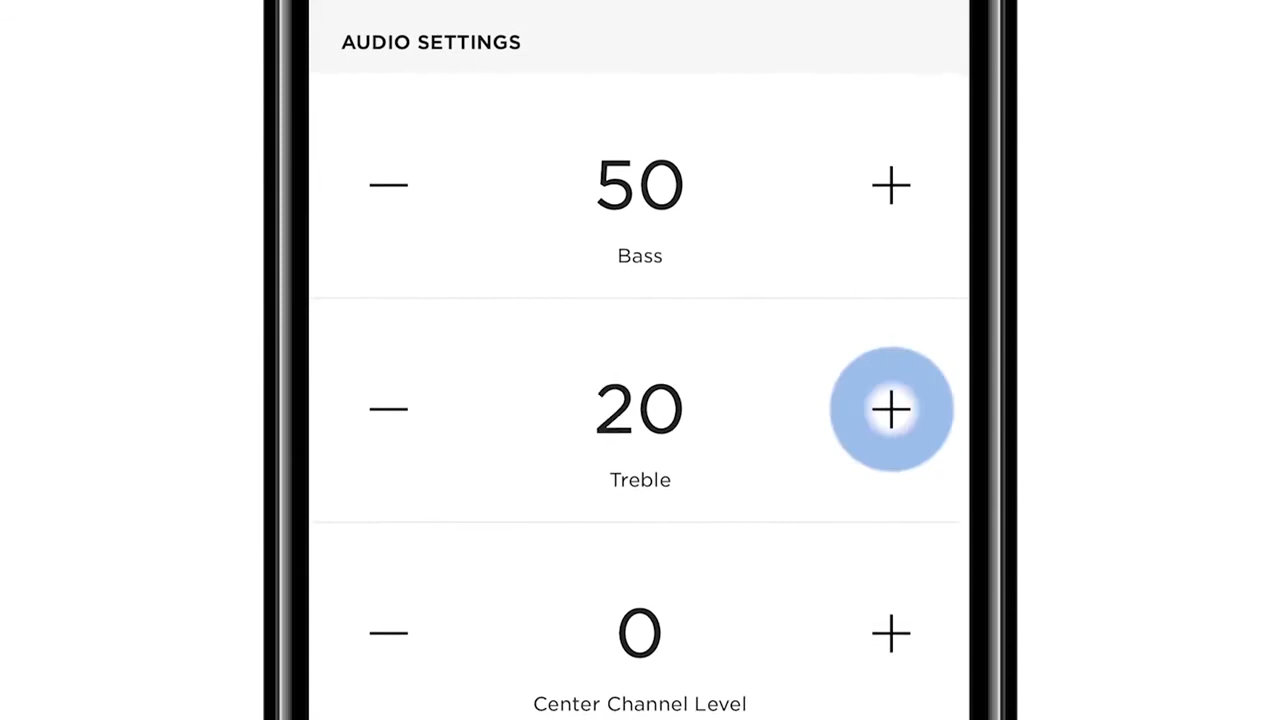 AUDIO SETTINGS
— 50 +
Bass
— 20 +
Treble
— 0 +
Center Channel Level